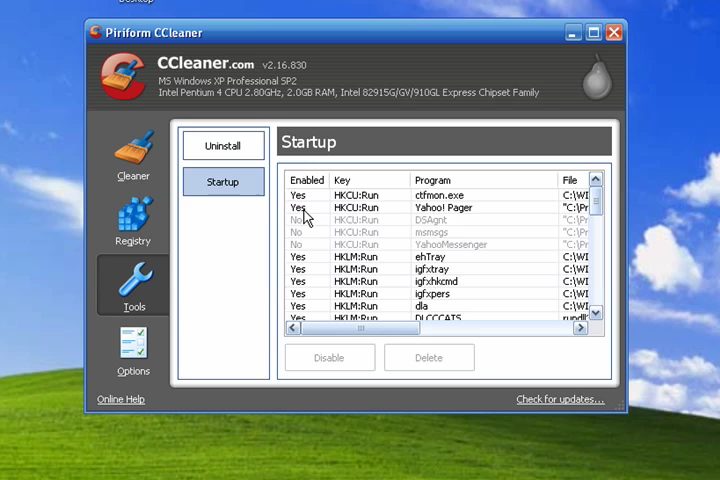 Piriform CCleaner
CCleaner.com v2.16.830
MS Windows XP Professional SP2
Intel Pentium 4 CPU 2.80GHz, 2.0GB RAM, Intel 82915G/GV/910GL Express Chipset Family
Cleaner
Registry
Tools
Options
Uninstall
Startup
Startup
Enabled Key Program File
Yes HKCU:Run ctfmon.exe C:\WI
Yes HKCU:Run Yahoo! Pager "C:\Pr
No HKCU:Run DSAgnt "C:\Pr
No HKCU:Run msmsgs "C:\Pr
No HKCU:Run YahooMessenger "C:\Pr
Yes HKLM:Run ehTray C:\WI
Yes HKLM:Run igfxtray C:\WI
Yes HKLM:Run igfxhkcmd C:\WI
Yes HKLM:Run igfxpers C:\WI
Yes HKLM:Run dla C:\WI
Yes HKLM:Run DLCCCATS rundll
Disable Delete
Online Help Check for updates...